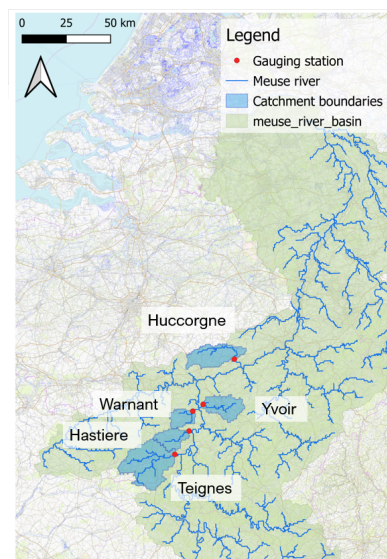 0 25 50 km
Legend
Gauging station
Meuse river
Catchment boundaries
meuse_river_basin
Huccorgne
Warnant
Yvoir
Hastiere
Teignes